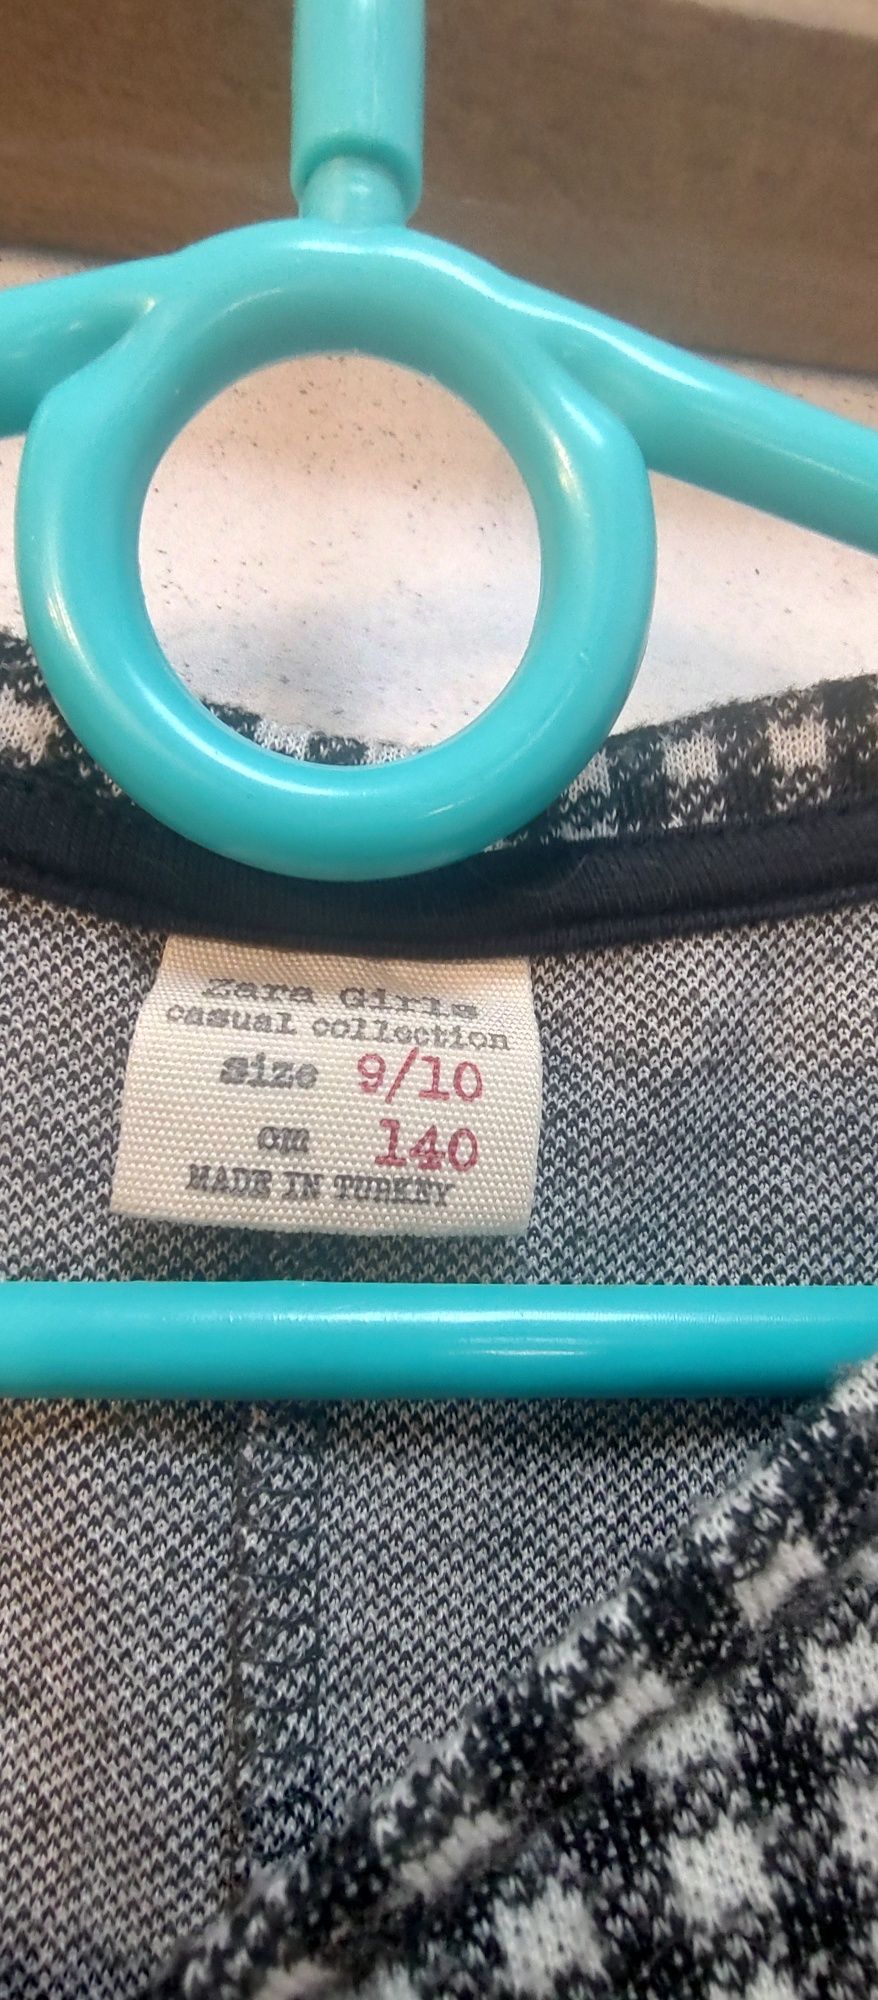 Zara Girls
casual collection
Size 9/10
cm 140
MADE IN TURKEY